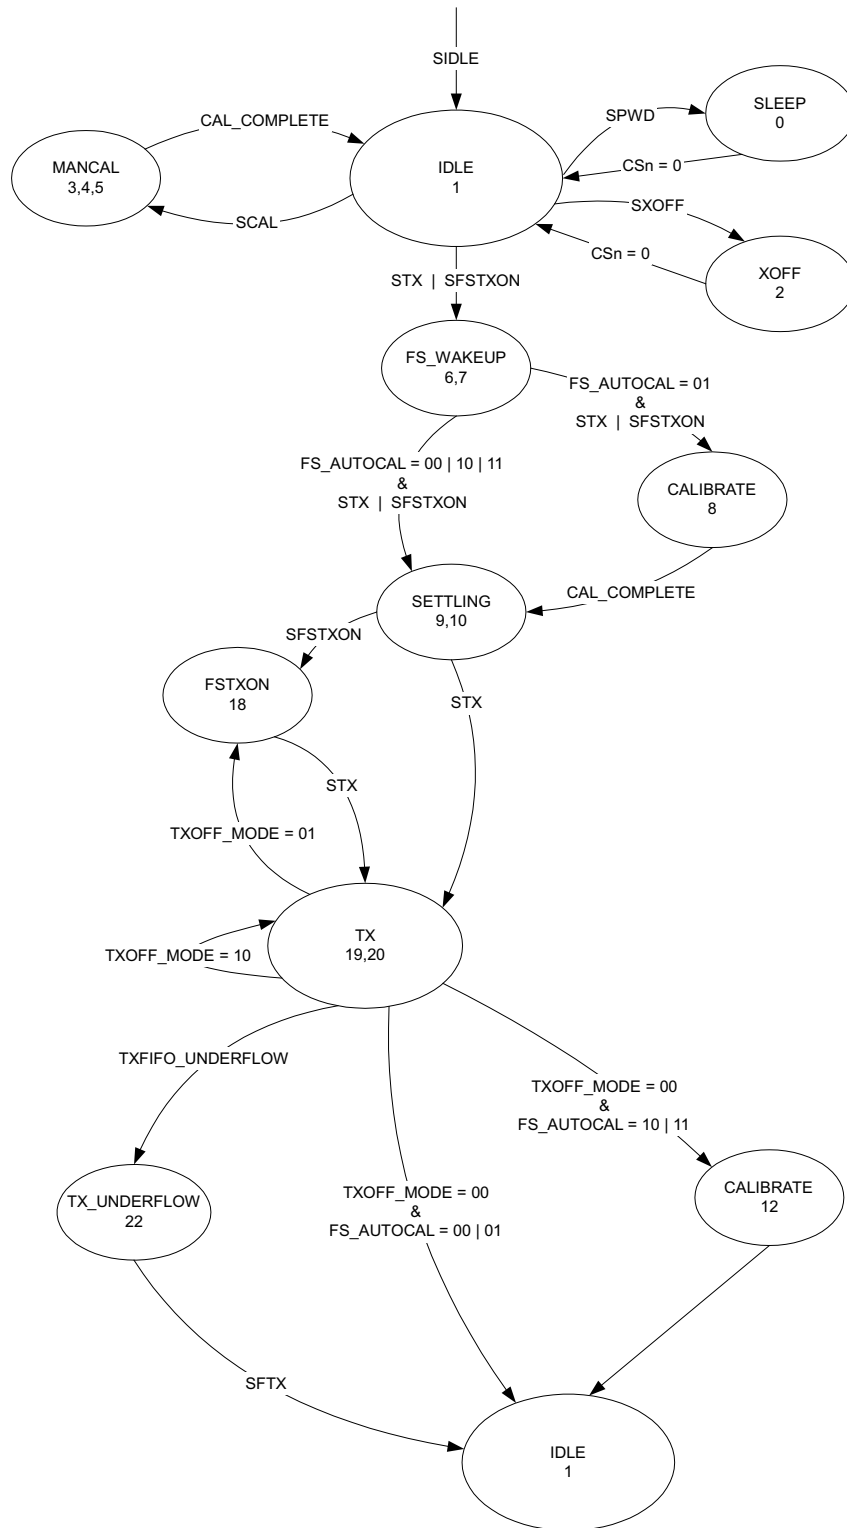 SIDLE
SPWD
SLEEP
0
CAL_COMPLETE
MANCAL
3,4,5
IDLE
1
CSn = 0
SCAL
SXOFF
CSn = 0
XOFF
2
STX | SFSTXON
FS_WAKEUP
6,7
FS_AUTOCAL = 01
&
STX | SFSTXON
FS_AUTOCAL = 00 | 10 | 11
&
STX | SFSTXON
CALIBRATE
8
SETTLING
9,10
CAL_COMPLETE
SFSTXON
FSTXON
18
STX
STX
TXOFF_MODE = 01
TX
19,20
TXOFF_MODE = 10
TXFIFO_UNDERFLOW
TXOFF_MODE = 00
&
FS_AUTOCAL = 10 | 11
TX_UNDERFLOW
22
TXOFF_MODE = 00
&
FS_AUTOCAL = 00 | 01
CALIBRATE
12
SFTX
IDLE
1